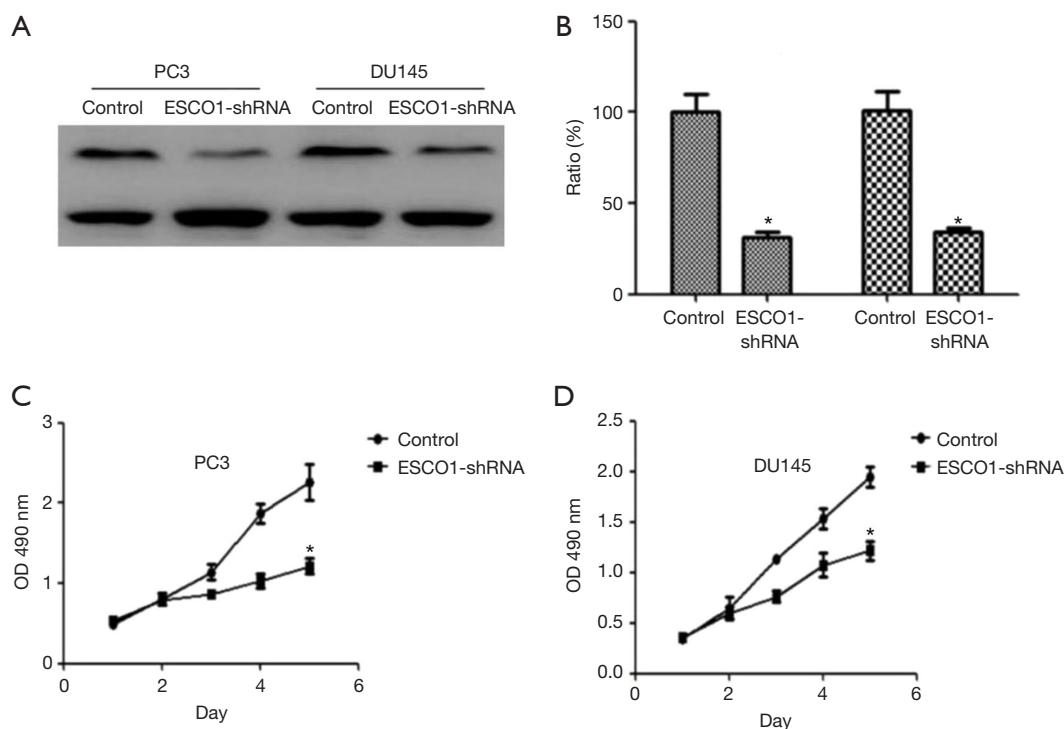 A
PC3 DU145
Control ESCO1-shRNA Control ESCO1-shRNA
B
150
100
50
0
Ratio (%)
* *
Control ESCO1- Control ESCO1-
shRNA shRNA
C
3
2
1
0
OD 490 nm
PC3
Control
ESCO1-shRNA
*
0 2 4 6
Day
D
2.5
2.0
1.5
1.0
0.5
0.0
OD 490 nm
DU145
Control
ESCO1-shRNA
*
0 2 4 6
Day